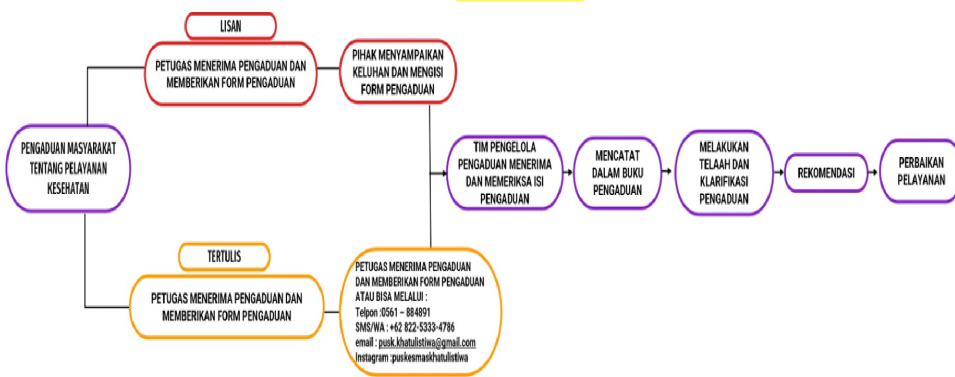 LISAN
PETUGAS MENERIMA PENGADUAN DAN
MEMBERIKAN FORM PENGADUAN
PIHAK MENYAMPAIKAN
KELUHAN DAN MENGISI
FORM PENGADUAN
PENGADUAN MASYARAKAT
TENTANG PELAYANAN
KESEHATAN
TIM PENGELOLA
PENGADUAN MENERIMA
DAN MEMERIKSA ISI
PENGADUAN
MENCATAT
DALAM BUKU
PENGADUAN
MELAKUKAN
TELAAH DAN
KLARIFIKASI
PENGADUAN
REKOMENDASI
PERBAIKAN
PELAYANAN
TERTULIS
PETUGAS MENERIMA PENGADUAN DAN
MEMBERIKAN FORM PENGADUAN
PETUGAS MENERIMA PENGADUAN
DAN MEMBERIKAN FORM PENGADUAN
ATAU BISA MELALUI :
Telpon :0561 – 884891
SMS/WA : +62 822-5333-4786
email : pusk.khatulistiwa@gmail.com
Instagram :puskesmaskhatulistiwa